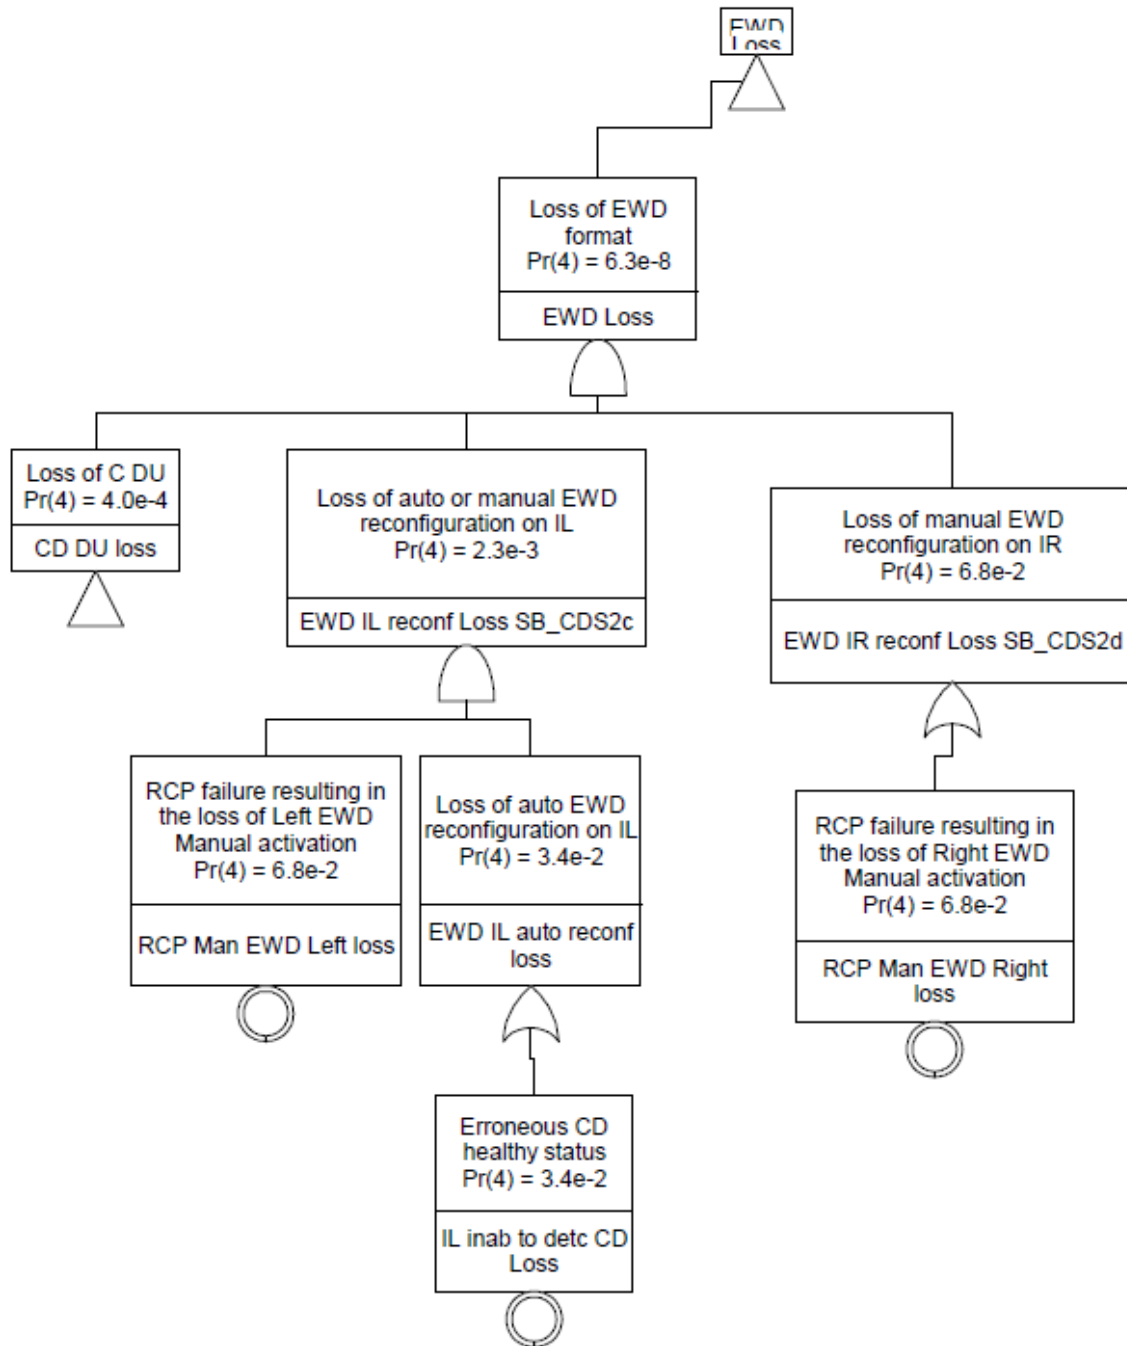 EWD
Loss
Loss of EWD
format
Pr(4) = 6.3e-8
EWD Loss
Loss of C DU
Pr(4) = 4.0e-4
CD DU loss
Loss of auto or manual EWD
reconfiguration on IL
Pr(4) = 2.3e-3
EWD IL reconf Loss SB_CDS2c
Loss of manual EWD
reconfiguration on IR
Pr(4) = 6.8e-2
EWD IR reconf Loss SB_CDS2d
RCP failure resulting in
the loss of Left EWD
Manual activation
Pr(4) = 6.8e-2
RCP Man EWD Left loss
Loss of auto EWD
reconfiguration on IL
Pr(4) = 3.4e-2
EWD IL auto reconf
loss
RCP failure resulting in
the loss of Right EWD
Manual activation
Pr(4) = 6.8e-2
RCP Man EWD Right
loss
Erroneous CD
healthy status
Pr(4) = 3.4e-2
IL inab to detc CD
Loss